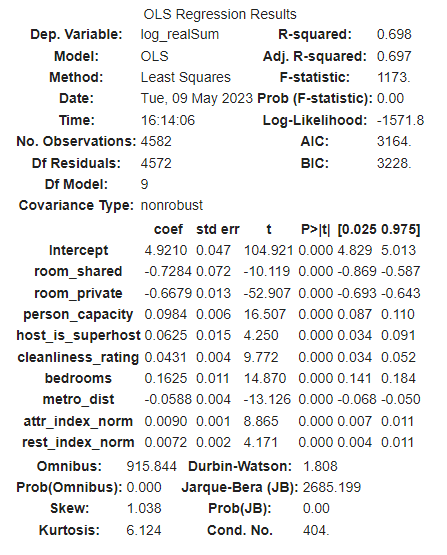 OLS Regression Results
Dep. Variable: log_realSum R-squared: 0.698
Model: OLS Adj. R-squared: 0.697
Method: Least Squares F-statistic: 1173.
Date: Tue, 09 May 2023 Prob (F-statistic): 0.00
Time: 16:14:06 Log-Likelihood: -1571.8
No. Observations: 4582 AIC: 3164.
Df Residuals: 4572 BIC: 3228.
Df Model: 9
Covariance Type: nonrobust
coef std err t P>|t| [0.025 0.975]
Intercept 4.9210 0.047 104.921 0.000 4.829 5.013
room_shared -0.7284 0.072 -10.119 0.000 -0.869 -0.587
room_private -0.6679 0.013 -52.907 0.000 -0.693 -0.643
person_capacity 0.0984 0.006 16.507 0.000 0.087 0.110
host_is_superhost 0.0625 0.015 4.250 0.000 0.034 0.091
cleanliness_rating 0.0431 0.004 9.772 0.000 0.034 0.052
bedrooms 0.1625 0.011 14.870 0.000 0.141 0.184
metro_dist -0.0588 0.004 -13.126 0.000 -0.068 -0.050
attr_index_norm 0.0090 0.001 8.865 0.000 0.007 0.011
rest_index_norm 0.0072 0.002 4.171 0.000 0.004 0.011
Omnibus: 915.844 Durbin-Watson: 1.808
Prob(Omnibus): 0.000 Jarque-Bera (JB): 2685.199
Skew: 1.038 Prob(JB): 0.00
Kurtosis: 6.124 Cond. No. 404.